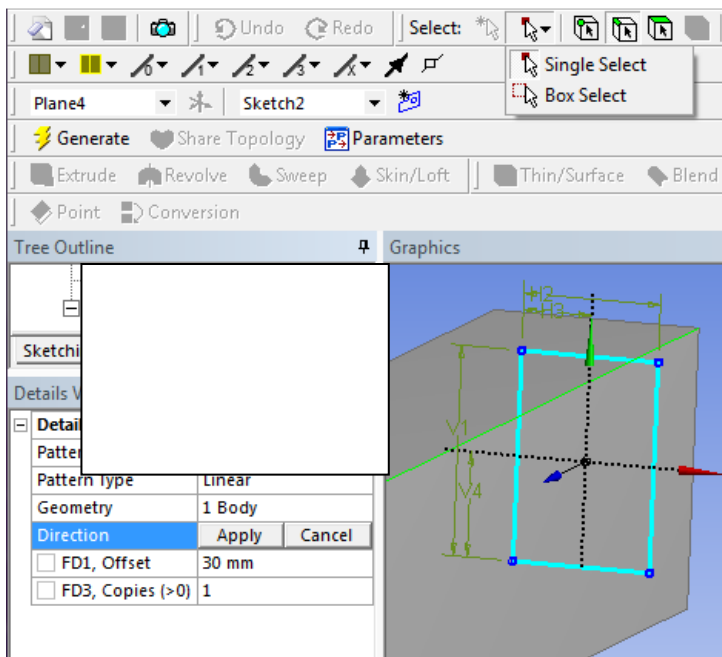 Undo Redo Select:
Single Select
Box Select
Plane4 Sketch2
Generate Share Topology Parameters
Extrude Revolve Sweep Skin/Loft Thin/Surface Blend
Point Conversion
Tree Outline
Graphics
Details
Pattern Type Linear
Geometry 1 Body
Direction Apply Cancel
FD1, Offset 30 mm
FD3, Copies (>0) 1
H2
H3
V1
V4